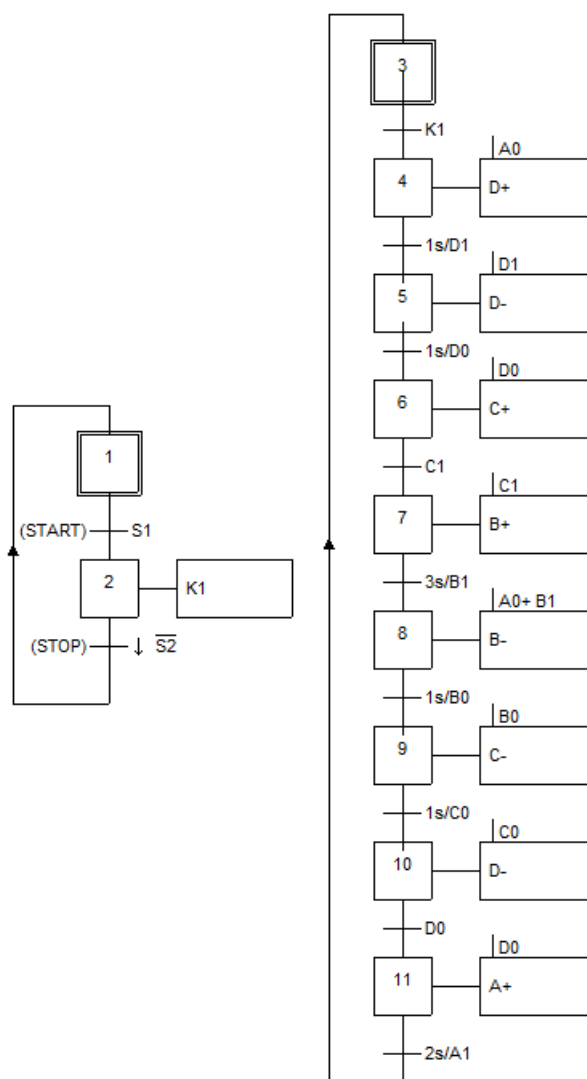 1
(START) S1
2 K1
(STOP) ↓ S̅2̅
3
K1
A0
4 D+
1s/D1
D1
5 D-
1s/D0
D0
6 C+
C1
C1
7 B+
3s/B1
A0+ B1
8 B-
1s/B0
B0
9 C-
1s/C0
C0
10 D-
D0
D0
11 A+
2s/A1